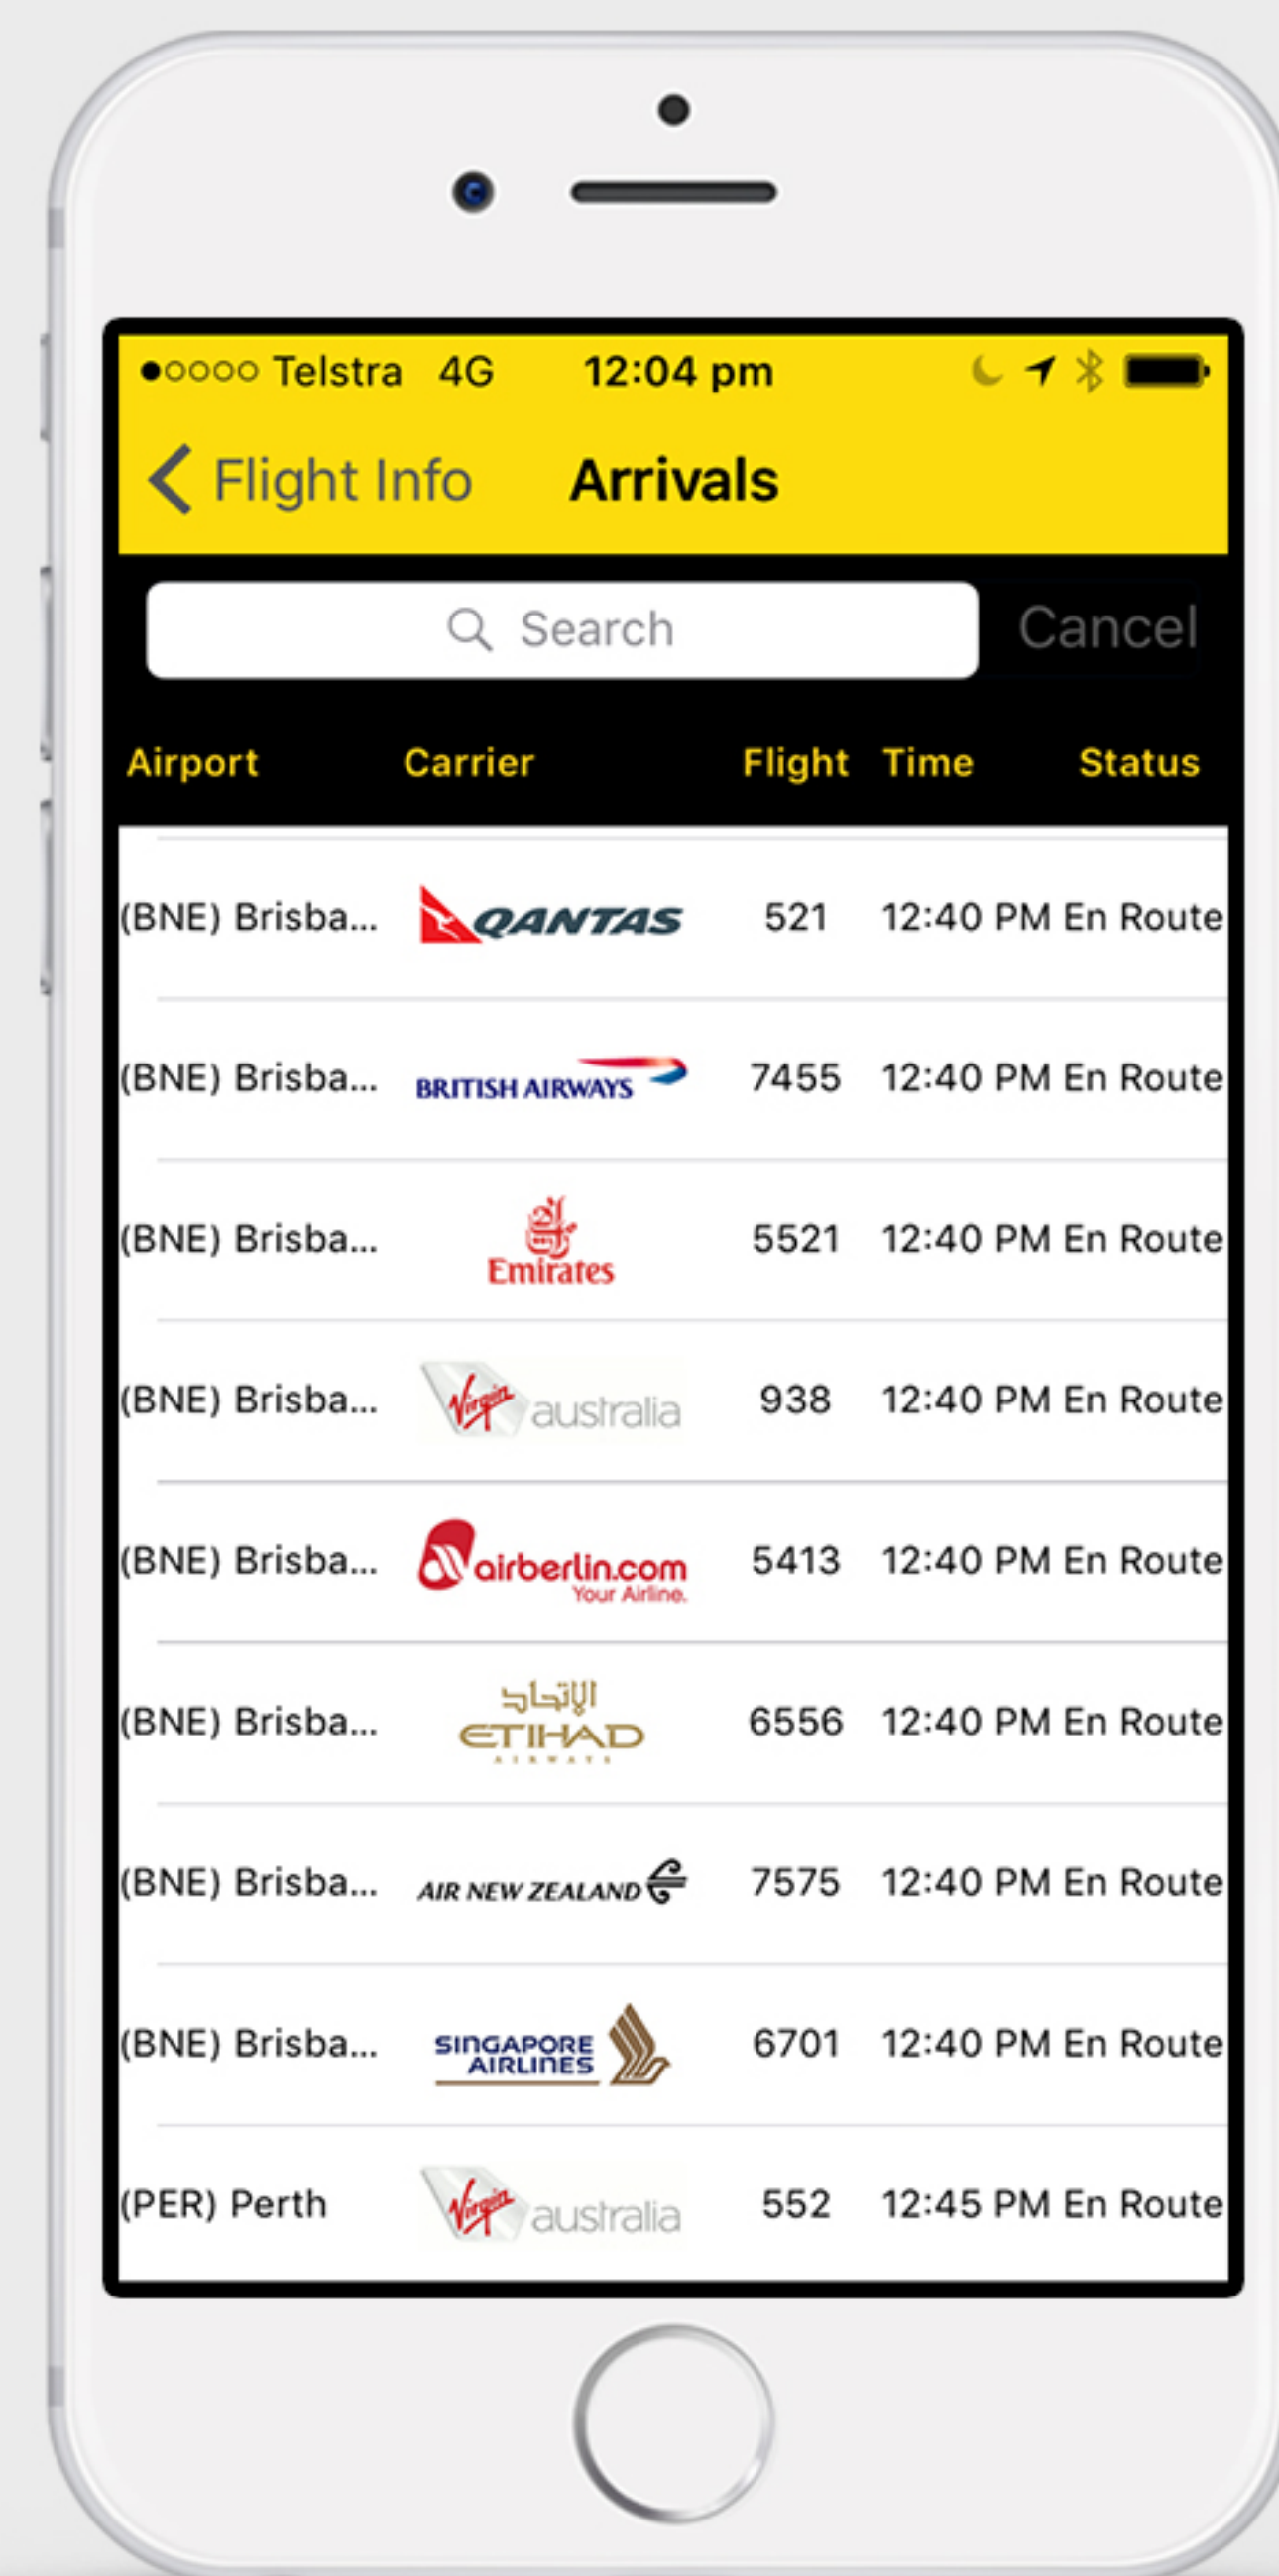 Telstra 4G 12:04 pm
Flight Info Arrivals
Search Cancel
Airport Carrier Flight Time Status
(BNE) Brisba... QANTAS 521 12:40 PM En Route
(BNE) Brisba... BRITISH AIRWAYS 7455 12:40 PM En Route
(BNE) Brisba... الإمارات Emirates 5521 12:40 PM En Route
(BNE) Brisba... Virgin australia 938 12:40 PM En Route
(BNE) Brisba... airberlin.com 5413 12:40 PM En Route
Your Airline.
(BNE) Brisba... الإتحاد ETIHAD 6556 12:40 PM En Route
AIRWAYS
(BNE) Brisba... AIR NEW ZEALAND 7575 12:40 PM En Route
(BNE) Brisba... SINGAPORE AIRLINES 6701 12:40 PM En Route
(PER) Perth Virgin australia 552 12:45 PM En Route